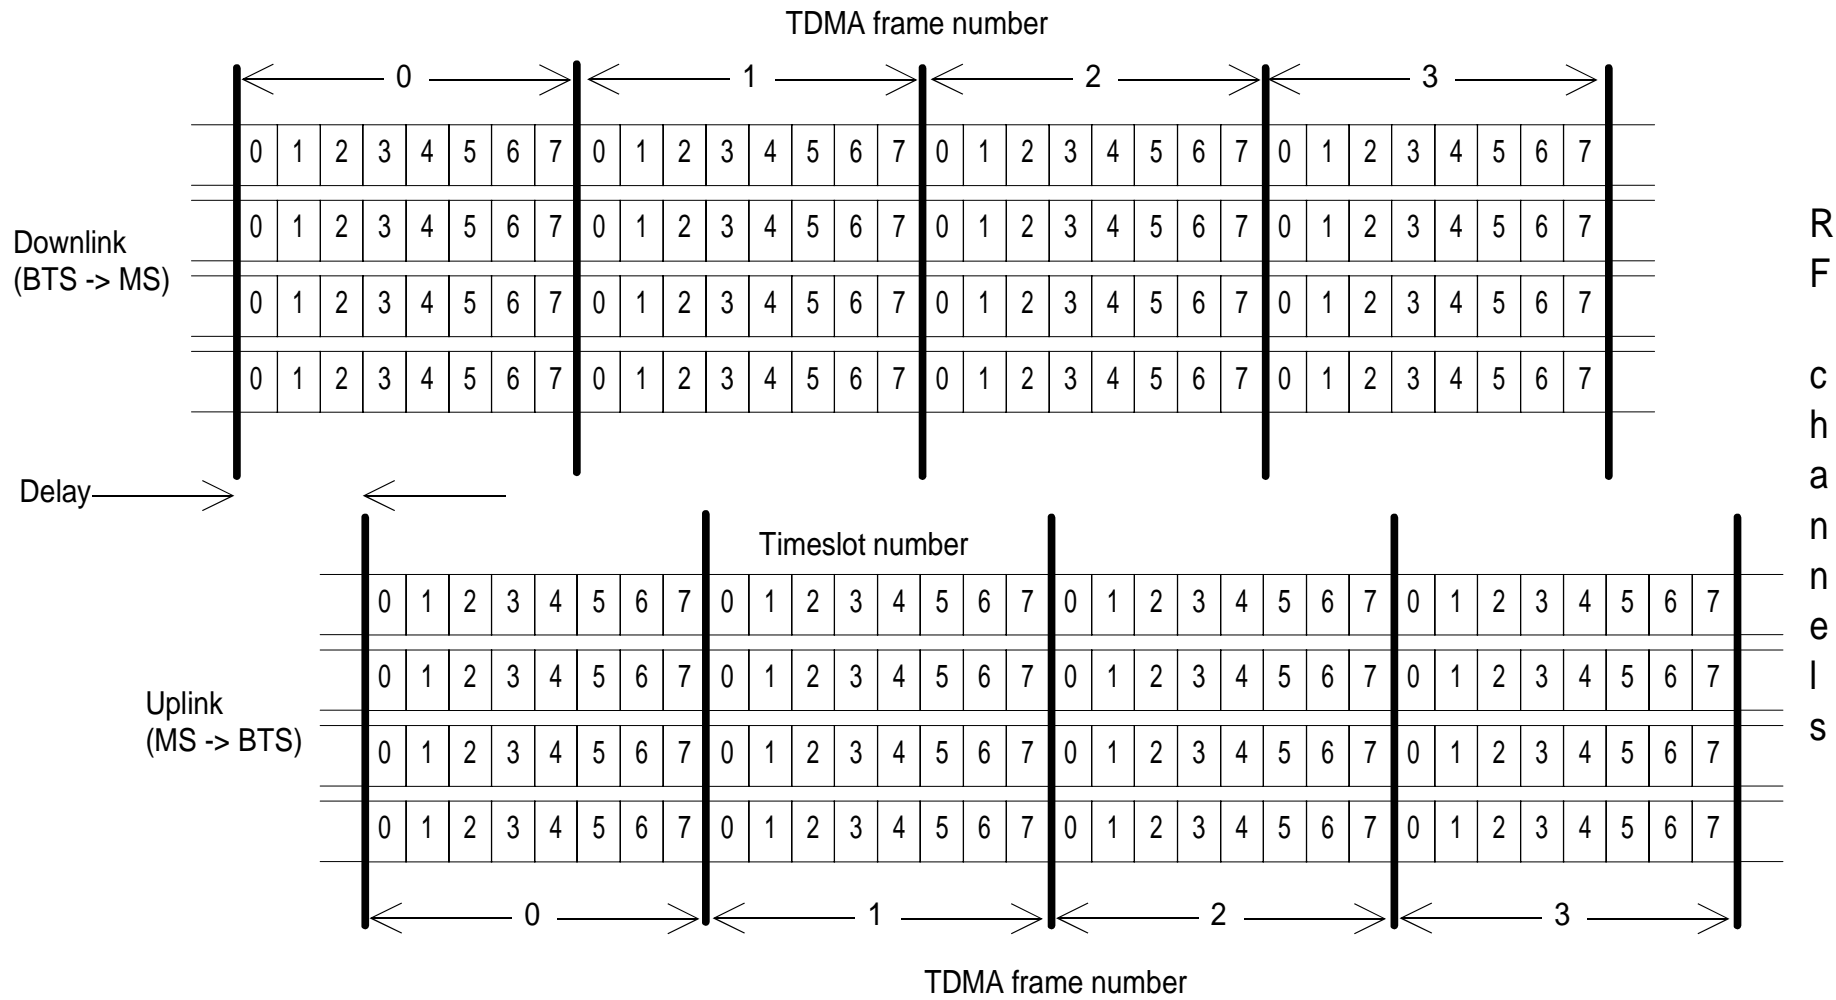 TDMA frame number
0 1 2 3
0 1 2 3 4 5 6 7 0 1 2 3 4 5 6 7 0 1 2 3 4 5 6 7 0 1 2 3 4 5 6 7
0 1 2 3 4 5 6 7 0 1 2 3 4 5 6 7 0 1 2 3 4 5 6 7 0 1 2 3 4 5 6 7
Downlink
(BTS -> MS)
0 1 2 3 4 5 6 7 0 1 2 3 4 5 6 7 0 1 2 3 4 5 6 7 0 1 2 3 4 5 6 7
0 1 2 3 4 5 6 7 0 1 2 3 4 5 6 7 0 1 2 3 4 5 6 7 0 1 2 3 4 5 6 7
Delay
Timeslot number
0 1 2 3 4 5 6 7 0 1 2 3 4 5 6 7 0 1 2 3 4 5 6 7 0 1 2 3 4 5 6 7
0 1 2 3 4 5 6 7 0 1 2 3 4 5 6 7 0 1 2 3 4 5 6 7 0 1 2 3 4 5 6 7
Uplink
(MS -> BTS)
0 1 2 3 4 5 6 7 0 1 2 3 4 5 6 7 0 1 2 3 4 5 6 7 0 1 2 3 4 5 6 7
0 1 2 3 4 5 6 7 0 1 2 3 4 5 6 7 0 1 2 3 4 5 6 7 0 1 2 3 4 5 6 7
0 1 2 3
TDMA frame number
RF channels